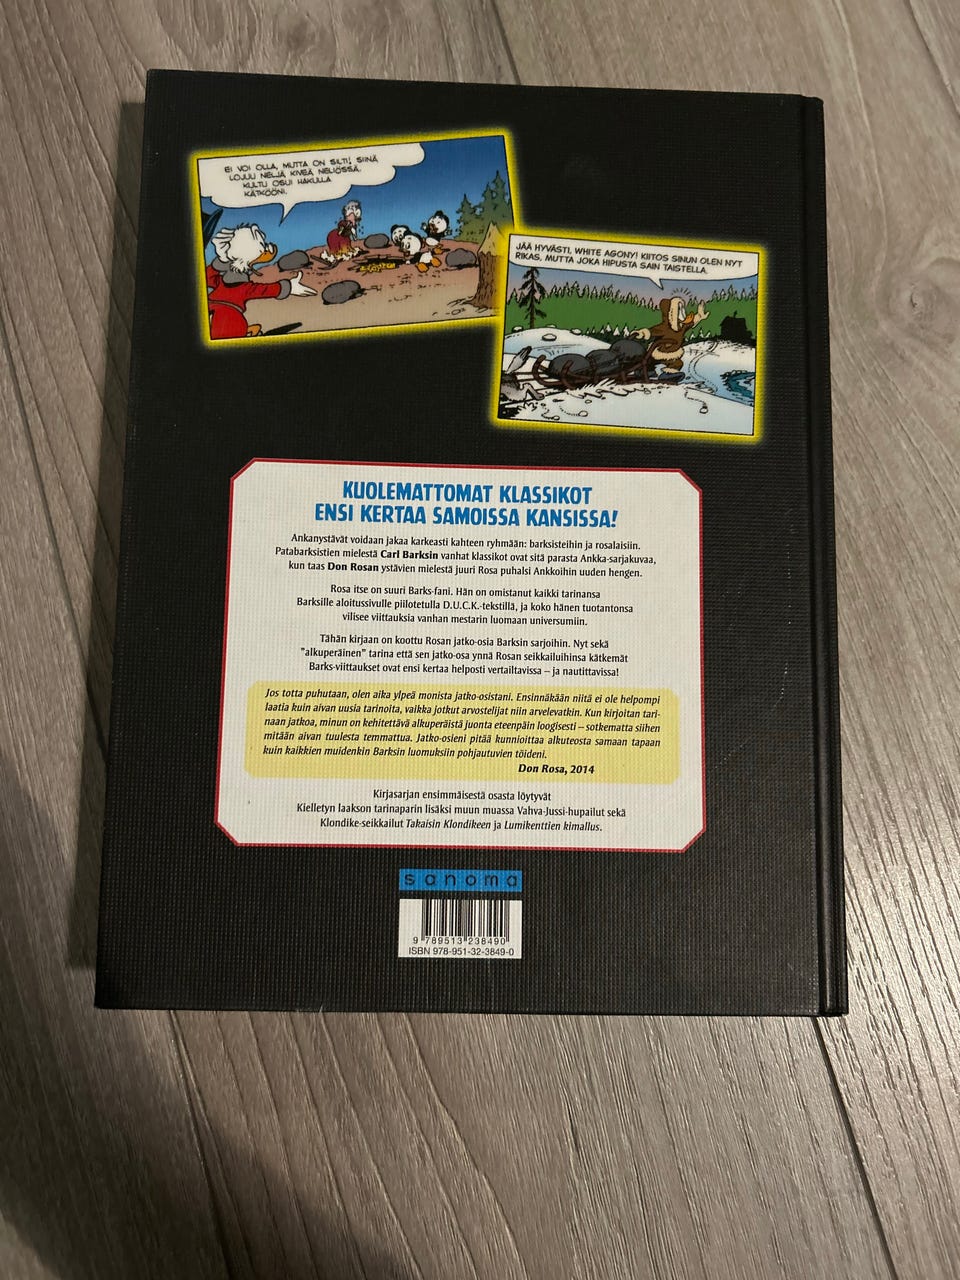 EI VOI OLLA, MUTTA ON SILTI! SIINÄ
LOJUU NELJÄ KIVEÄ NELIÖSSÄ,
KULTU OSUI HAKULLA
KÄTKÖÖNI.
JÄÄ HYVÄSTI, WHITE AGONY! KIITOS SINUN OLEN NYT
RIKAS, MUTTA JOKA HIPUSTA SAIN TAISTELLA.
KUOLEMATTOMAT KLASSIKOT
ENSI KERTAA SAMOISSA KANSISSA!
Ankanystävät voidaan jakaa karkeasti kahteen ryhmään: barksisteihin ja rosalaisiin.
Patabarksistien mielestä Carl Barksin vanhat klassikot ovat sitä parasta Ankka-sarjakuvaa,
kun taas Don Rosan ystävien mielestä juuri Rosa puhalsi Ankkoihin uuden hengen.
Rosa itse on suuri Barks-fani. Hän on omistanut kaikki tarinansa
Barksille aloitussivulle piilotetulla D.U.C.K.-tekstillä, ja koko hänen tuotantonsa
vilisee viittauksia vanhan mestarin luomaan universumiin.
Tähän kirjaan on koottu Rosan jatko-osia Barksin sarjoihin. Nyt sekä
"alkuperäinen" tarina että sen jatko-osa ynnä Rosan seikkailuihinsa kätkemät
Barks-viittaukset ovat ensi kertaa helposti vertailtavissa – ja nautittavissa!
Jos totta puhutaan, olen aika ylpeä monista jatko-osistani. Ensinnäkään niitä ei ole helpompi
laatia kuin aivan uusia tarinoita, vaikka jotkut arvostelijat niin arvelevatkin. Kun kirjoitan tari-
naan jatkoa, minun on kehitettävä alkuperäistä juonta eteenpäin loogisesti – sotkematta siihen
mitään aivan tuulesta temmattua. Jatko-osieni pitää kunnioittaa alkuteosta samaan tapaan
kuin kaikkien muidenkin Barksin luomuksiin pohjautuvien töideni.
Don Rosa, 2014
Kirjasarjan ensimmäisestä osasta löytyvät
Kielletyn laakson tarinaparin lisäksi muun muassa Vahva-Jussi-hupailut sekä
Klondike-seikkailut Takaisin Klondikeen ja Lumikenttien kimallus.
sanoma
9 789513 238490
ISBN 978-951-32-3849-0